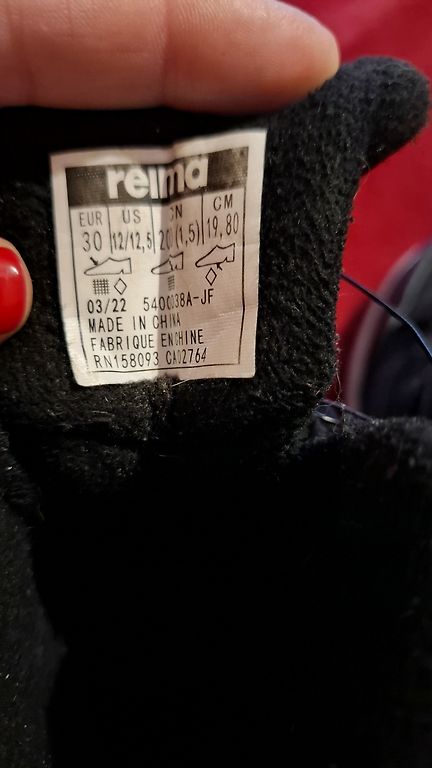 reima
EUR US CN CM
30 12/12,5 20(1,5) 19,80
03/22 5400038A-JF
MADE IN CHINA
FABRIQUE EN CHINE
RN158093 CA02764